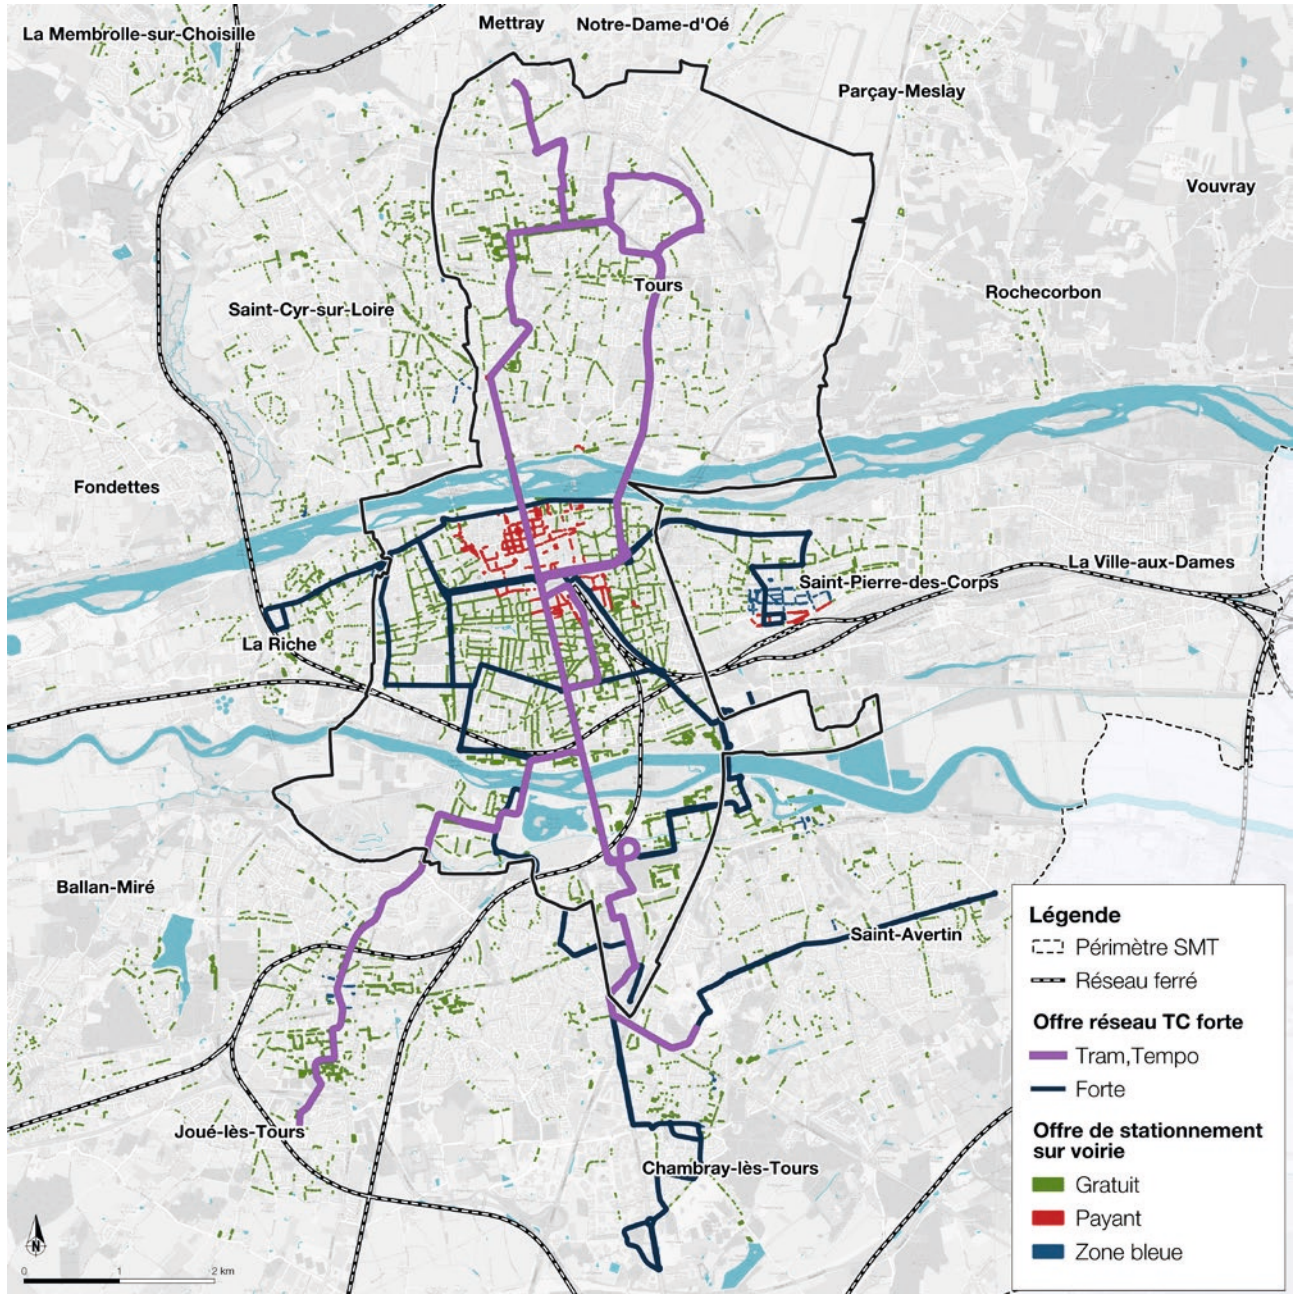 Mettray
Notre-Dame-d'Oé
La Membrolle-sur-Choisille
Parçay-Meslay
Vouvray
Tours
Rochecorbon
Saint-Cyr-sur-Loire
Fondettes
La Ville-aux-Dames
Saint-Pierre-des-Corps
La Riche
Ballan-Miré
Saint-Avertin
Joué-lès-Tours
Chambray-lès-Tours
Légende
Périmètre SMT
Réseau ferré
Offre réseau TC forte
Tram,Tempo
Forte
Offre de stationnement
sur voirie
Gratuit
Payant
Zone bleue
N
0 1 2 km